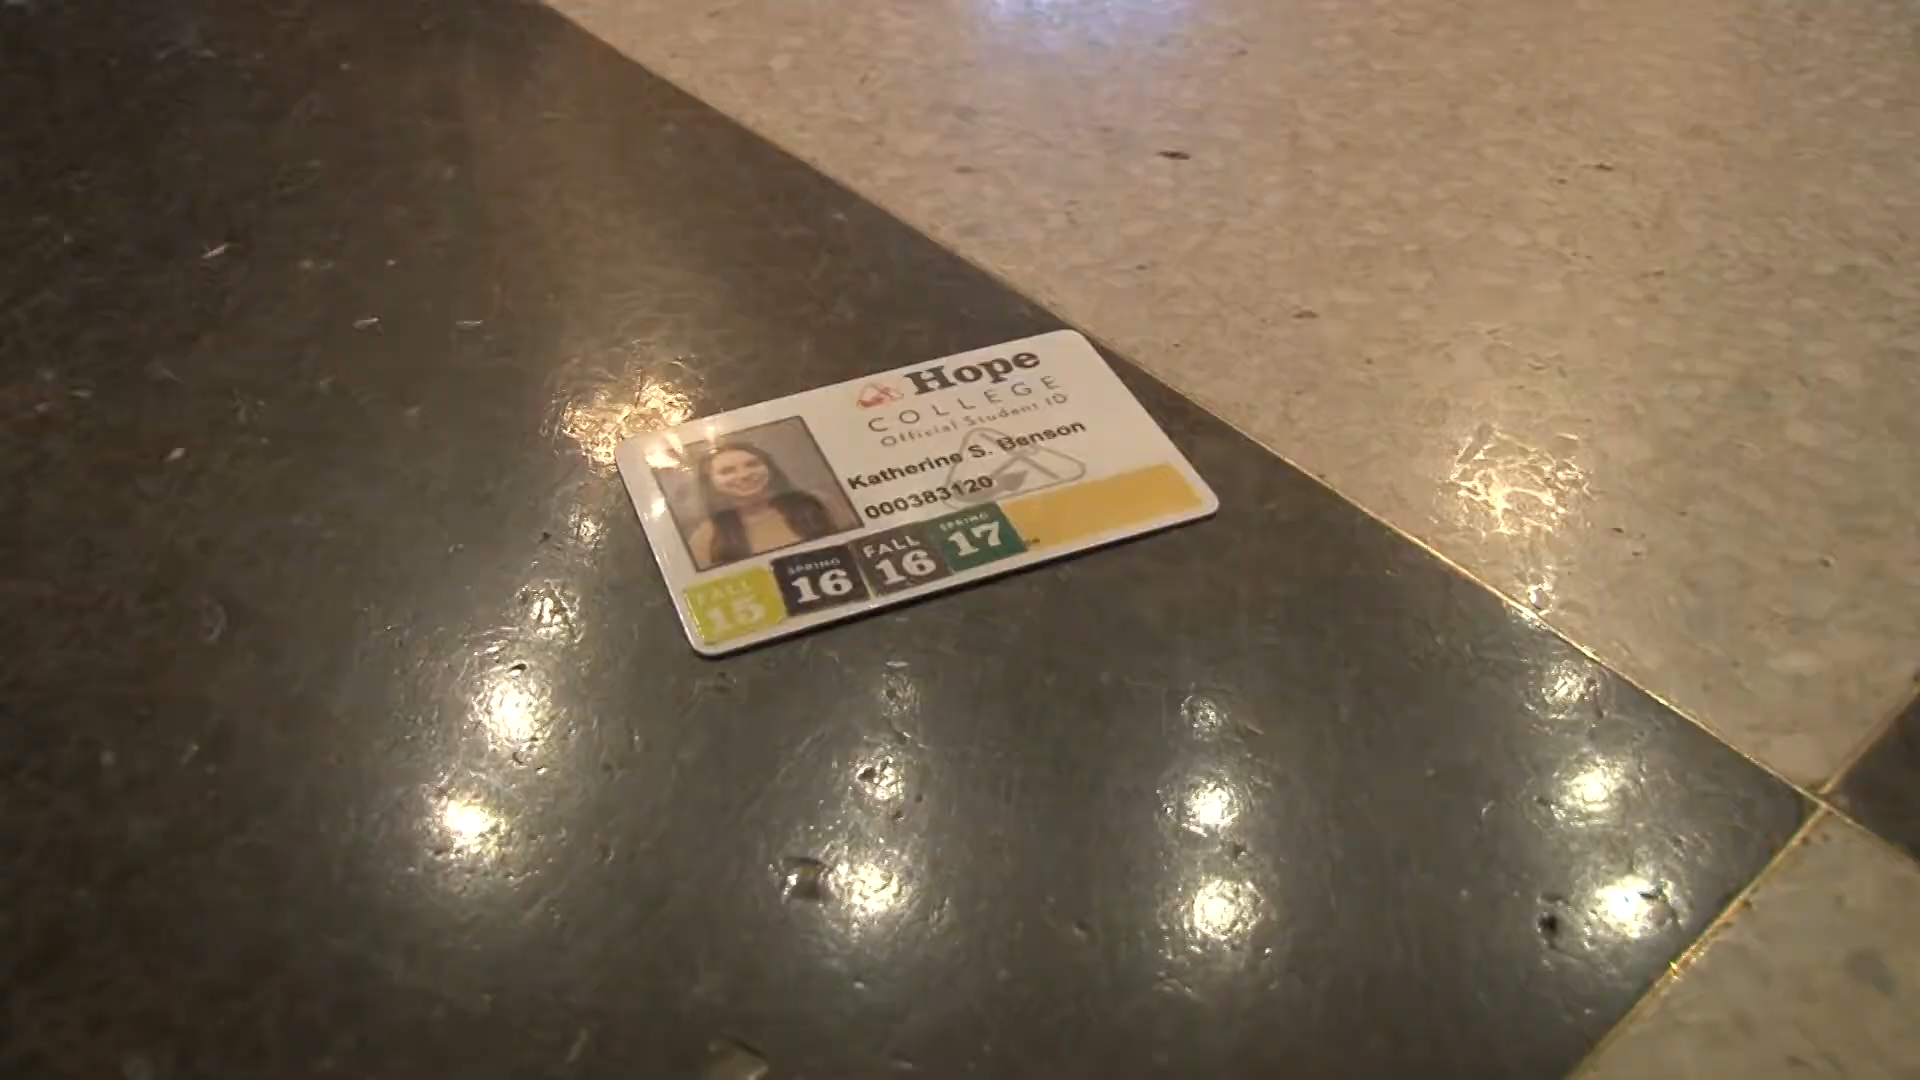 Hope
COLLEGE
Official Student ID
Katherine S. Benson
000383120
FALL
15
SPRING
16
FALL
16
SPRING
17